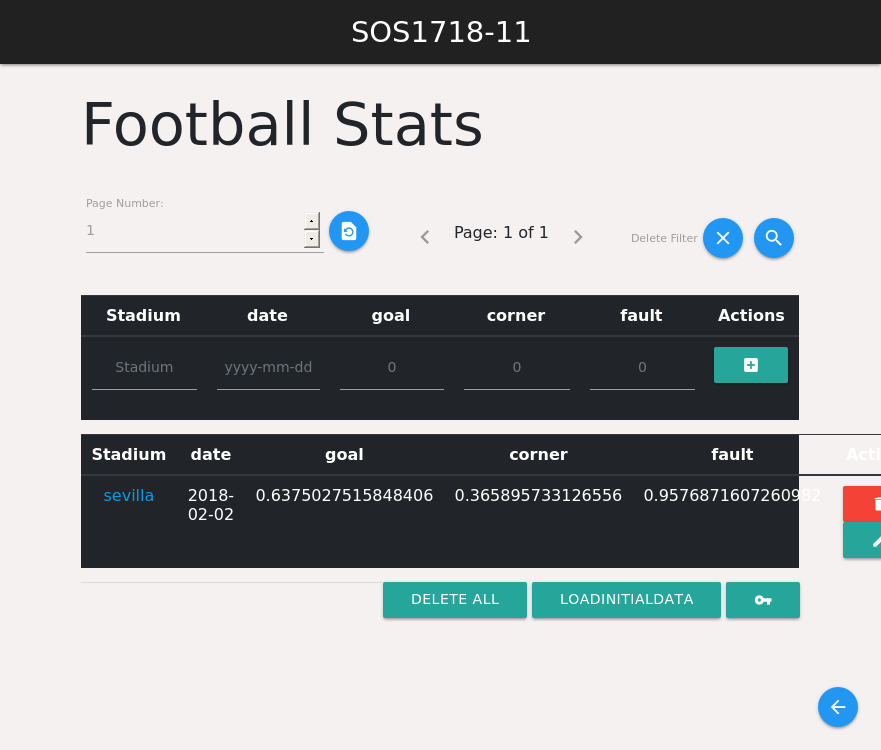 SOS1718-11
Football Stats
Page Number:
1
Page: 1 of 1
Delete Filter
Stadium date goal corner fault Actions
Stadium yyyy-mm-dd 0 0 0
Stadium date goal corner fault Acti
sevilla 2018-02-02 0.6375027515848406 0.365895733126556 0.9576871607260982
DELETE ALL LOADINITIALDATA